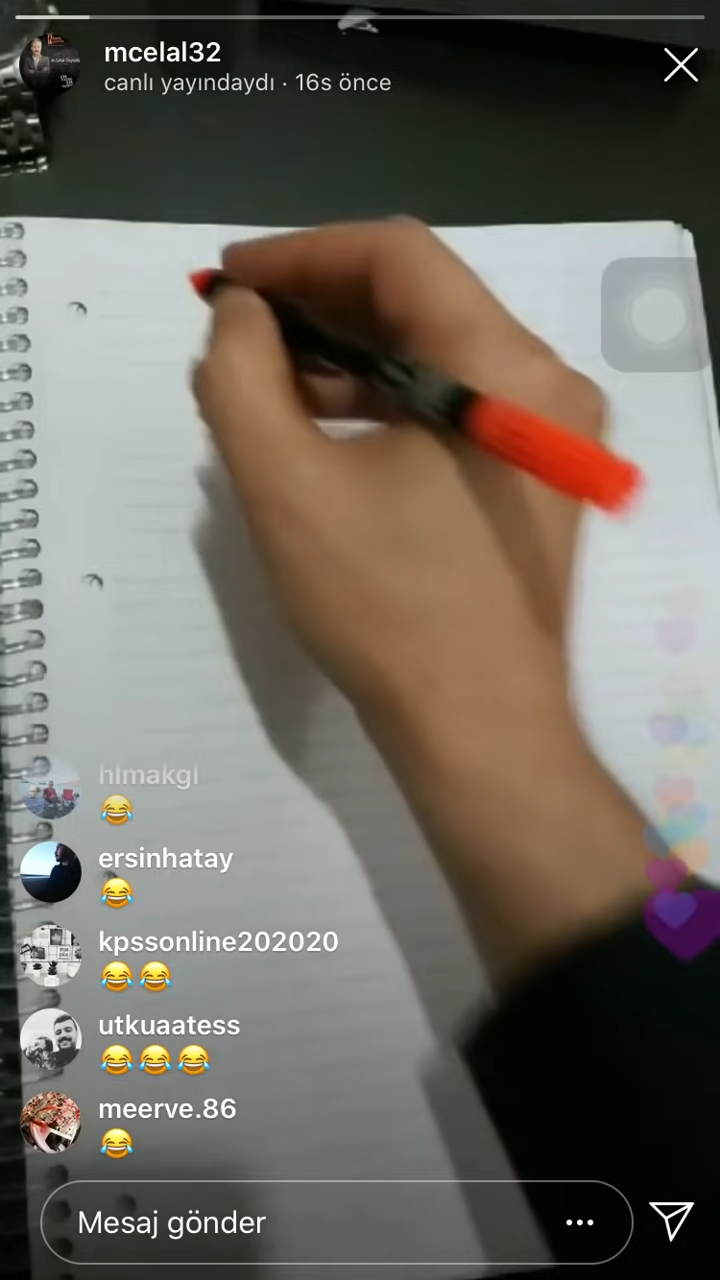 mcelal32
canlı yayındaydı · 16s önce
hlmakgl
😂
ersinhatay
😂
kpssonline202020
😂😂
utkuaatess
😂😂😂
meerve.86
😂
Mesaj gönder